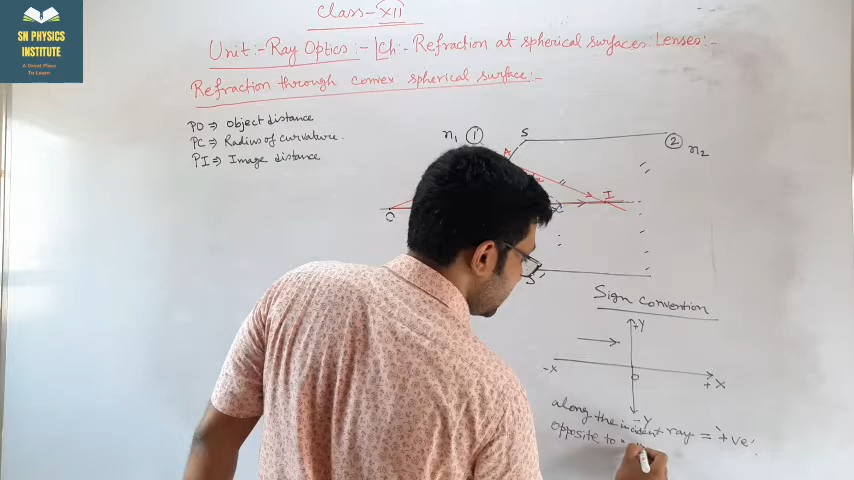 SN PHYSICS
INSTITUTE
A Great Place
To Learn
Class-XII
Unit:-Ray Optics:- Ch:- Refraction at spherical surfaces Lenses:-
Refraction through convex spherical surface:-
PO ⇒ Object distance
PC ⇒ Radius of curvature.
PI ⇒ Image distance
n1 1 S 2 n2
A
I
O
S'
Sign convention
+Y
-X O +X
-Y
along the incident ray = '+ve'.
opposite to